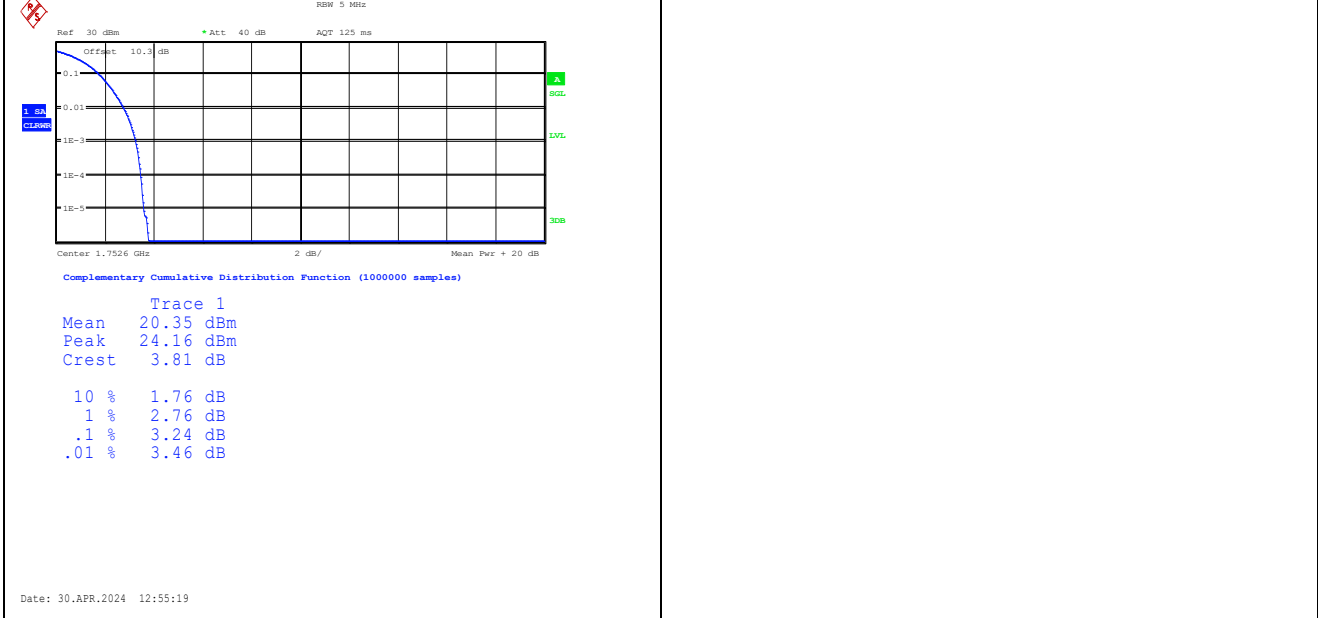 RBW 5 MHz
Ref 30 dBm *Att 40 dB AQT 125 ms
Offset 10.3 dB
0.1
A
SGL
0.01
1 SA
CLRWR
1E-3
LVL
1E-4
1E-5
3DB
Center 1.7526 GHz 2 dB/ Mean Pwr + 20 dB
Complementary Cumulative Distribution Function (1000000 samples)
Trace 1
Mean 20.35 dBm
Peak 24.16 dBm
Crest 3.81 dB
10 % 1.76 dB
1 % 2.76 dB
.1 % 3.24 dB
.01 % 3.46 dB
Date: 30.APR.2024 12:55:19